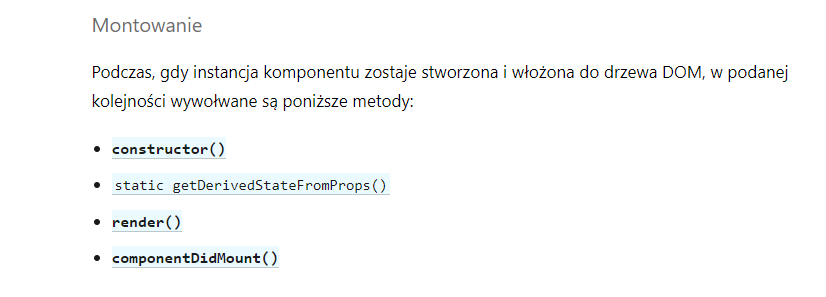 Montowanie
Podczas, gdy instancja komponentu zostaje stworzona i włożona do drzewa DOM, w podanej
kolejności wywołwane są poniższe metody:
constructor()
static getDerivedStateFromProps()
render()
componentDidMount()